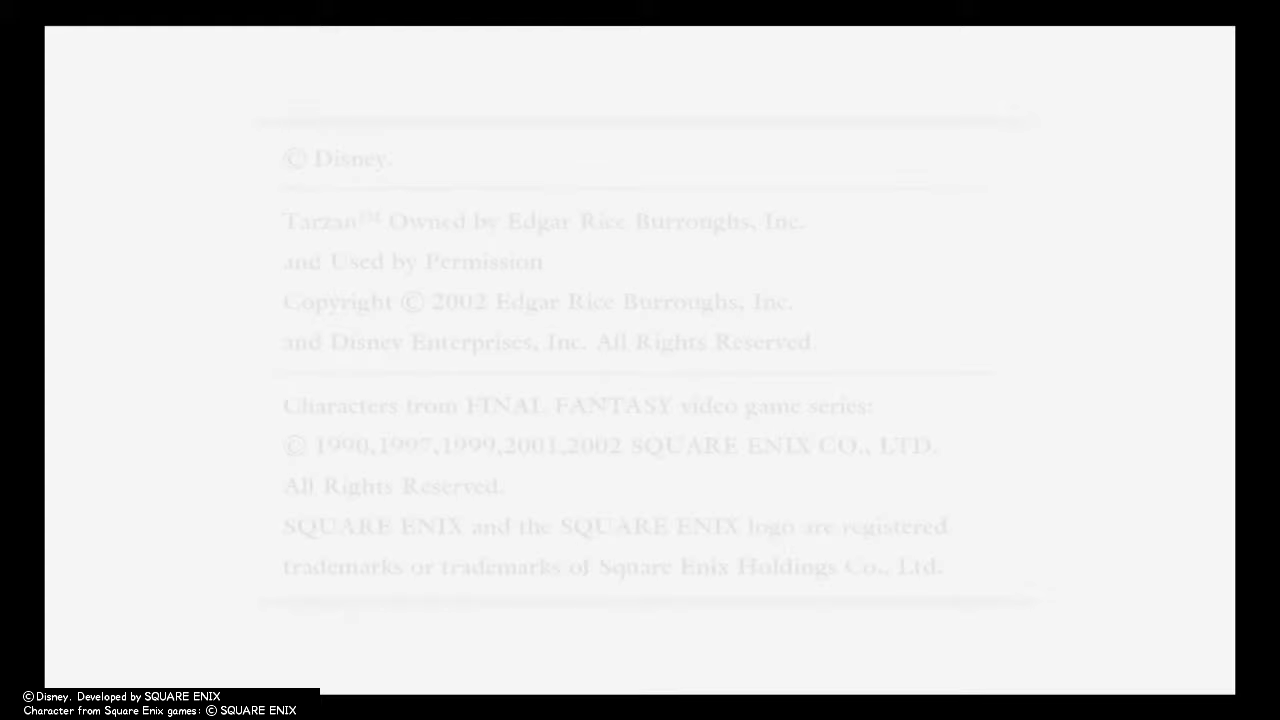 © Disney.
Tarzan™ Owned by Edgar Rice Burroughs, Inc.
and Used by Permission
Copyright © 2002 Edgar Rice Burroughs, Inc.
and Disney Enterprises, Inc. All Rights Reserved.
Characters from FINAL FANTASY video game series:
© 1990,1997,1999,2001,2002 SQUARE ENIX CO., LTD.
All Rights Reserved.
SQUARE ENIX and the SQUARE ENIX logo are registered
trademarks or trademarks of Square Enix Holdings Co., Ltd.
© Disney. Developed by SQUARE ENIX
Character from Square Enix games: © SQUARE ENIX